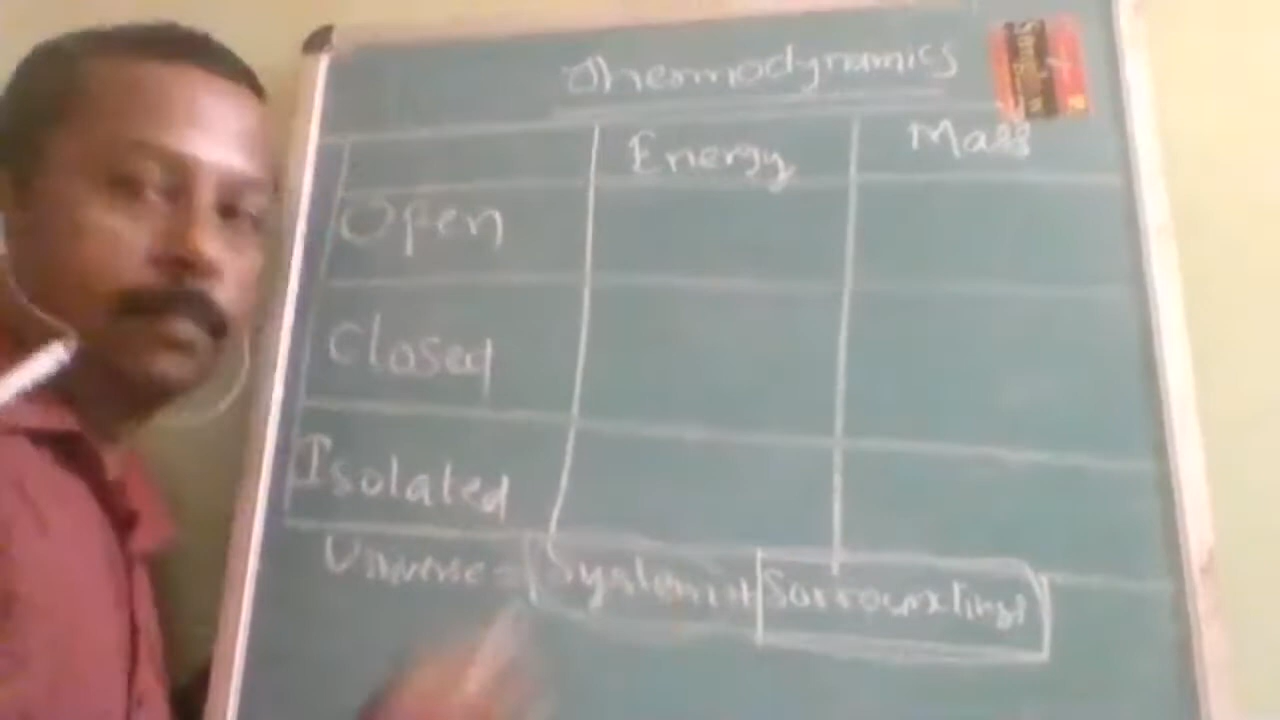 Thermodynamics
Energy Mass
Open
Closed
Isolated
Universe = System + Surroundings